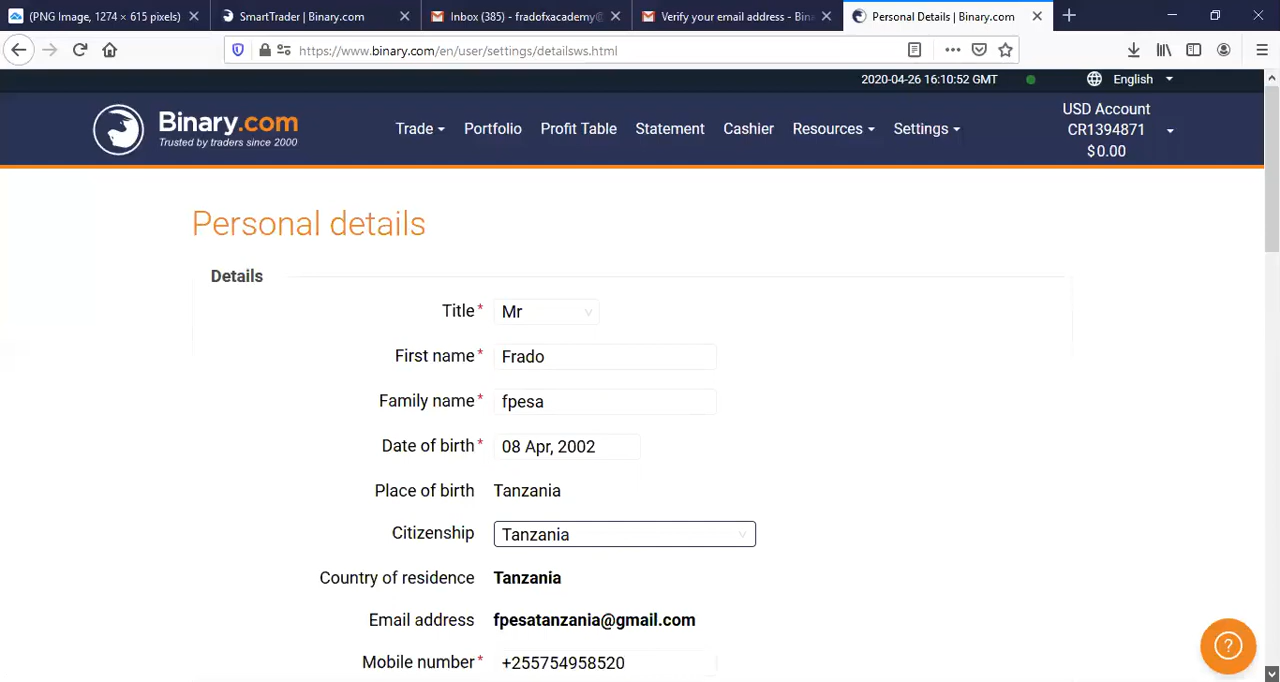 (PNG Image, 1274 × 615 pixels)
SmartTrader | Binary.com
Inbox (385) - fradofxacademy@
Verify your email address - Bin
Personal Details | Binary.com
https://www.binary.com/en/user/settings/detailsws.html
2020-04-26 16:10:52 GMT
English
Binary.com
Trusted by traders since 2000
Trade
Portfolio
Profit Table
Statement
Cashier
Resources
Settings
USD Account
CR1394871
$0.00
Personal details
Details
Title* Mr
First name* Frado
Family name* fpesa
Date of birth* 08 Apr, 2002
Place of birth Tanzania
Citizenship Tanzania
Country of residence Tanzania
Email address fpesatanzania@gmail.com
Mobile number* +255754958520
?